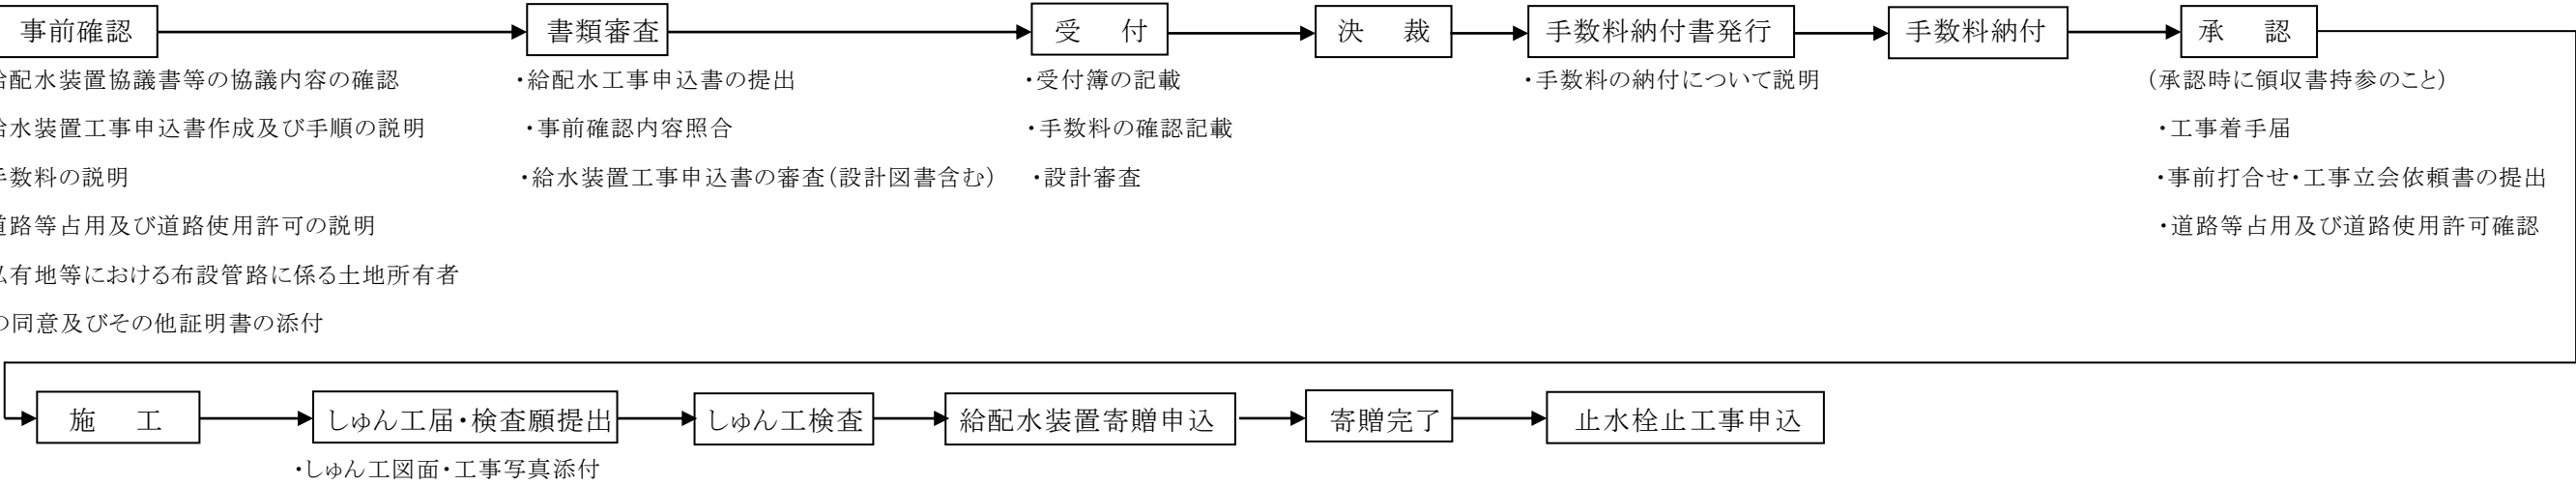 事前確認
書類審査
受　付
決　裁
手数料納付書発行
手数料納付
承　認
給配水装置協議書等の協議内容の確認
給水装置工事申込書作成及び手順の説明
手数料の説明
道路等占用及び道路使用許可の説明
私有地等における布設管路に係る土地所有者
の同意及びその他証明書の添付
・給配水工事申込書の提出
・事前確認内容照合
・給水装置工事申込書の審査(設計図書含む)
・受付簿の記載
・手数料の確認記載
・設計審査
・手数料の納付について説明
(承認時に領収書持参のこと)
・工事着手届
・事前打合せ・工事立会依頼書の提出
・道路等占用及び道路使用許可確認
施　工
しゅん工届・検査願提出
しゅん工検査
給配水装置寄贈申込
寄贈完了
止水栓止工事申込
・しゅん工図面・工事写真添付